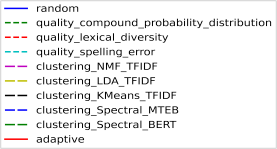 random
quality_compound_probability_distribution
quality_lexical_diversity
quality_spelling_error
clustering_NMF_TFIDF
clustering_LDA_TFIDF
clustering_KMeans_TFIDF
clustering_Spectral_MTEB
clustering_Spectral_BERT
adaptive